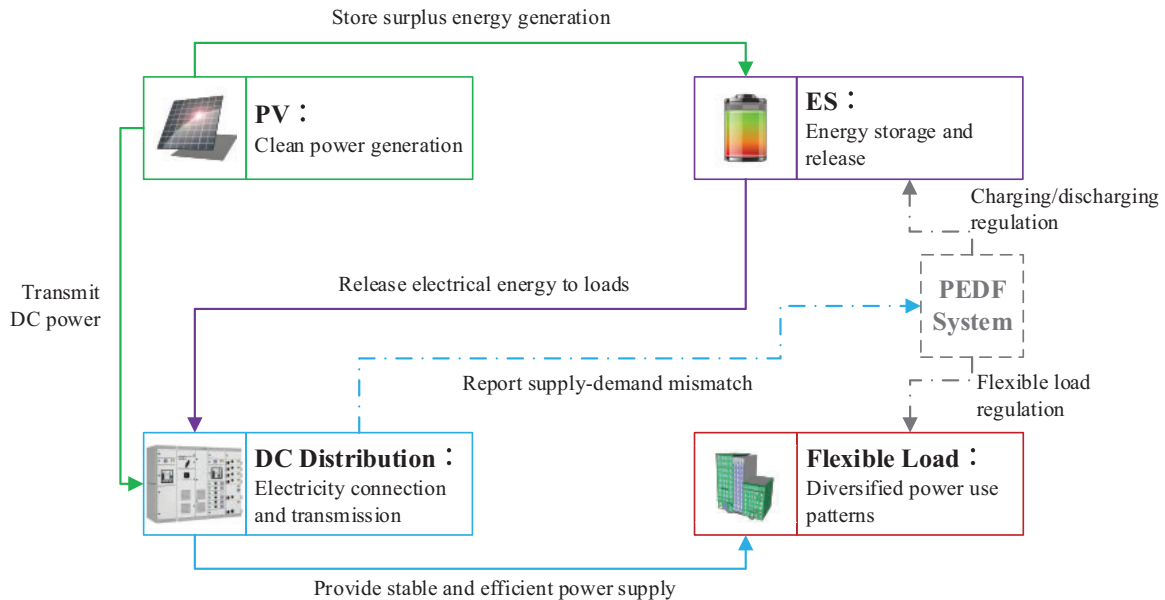 Store surplus energy generation
PV：
Clean power generation
ES：
Energy storage and
release
Charging/discharging
regulation
Transmit
DC power
Release electrical energy to loads
PEDF
System
Report supply-demand mismatch
Flexible load
regulation
DC Distribution：
Electricity connection
and transmission
Flexible Load：
Diversified power use
patterns
Provide stable and efficient power supply